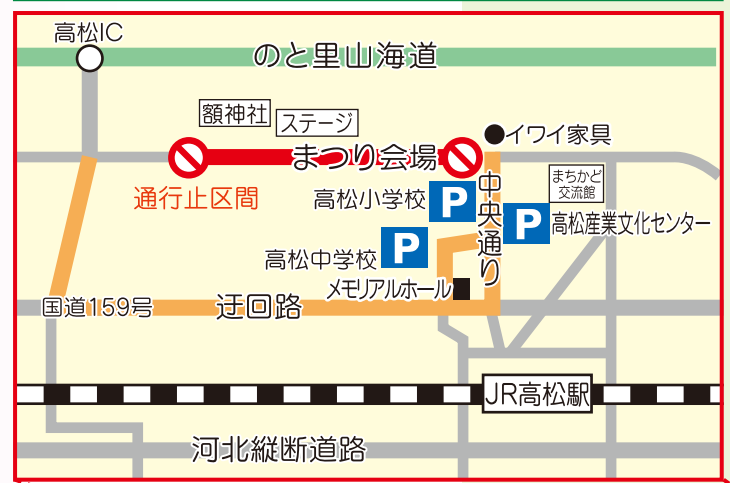 高松IC
のと里山海道
額神社
ステージ
イワイ家具
まつり会場
通行止区間
高松小学校
P
中央通り
まちかど
交流館
P
高松産業文化センター
高松中学校
P
メモリアルホール
国道159号
迂回路
JR高松駅
河北縦断道路